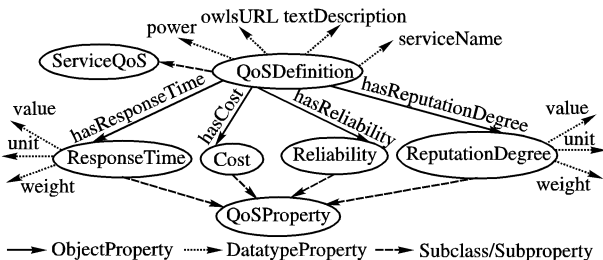 owlsURL textDescription
power
serviceName
ServiceQoS
QoSDefinition
hasResponseTime
hasCost
hasReliability
hasReputationDegree
value
unit
weight
value
unit
weight
ResponseTime
Cost
Reliability
ReputationDegree
QoSProperty
ObjectProperty
DatatypeProperty
Subclass/Subproperty